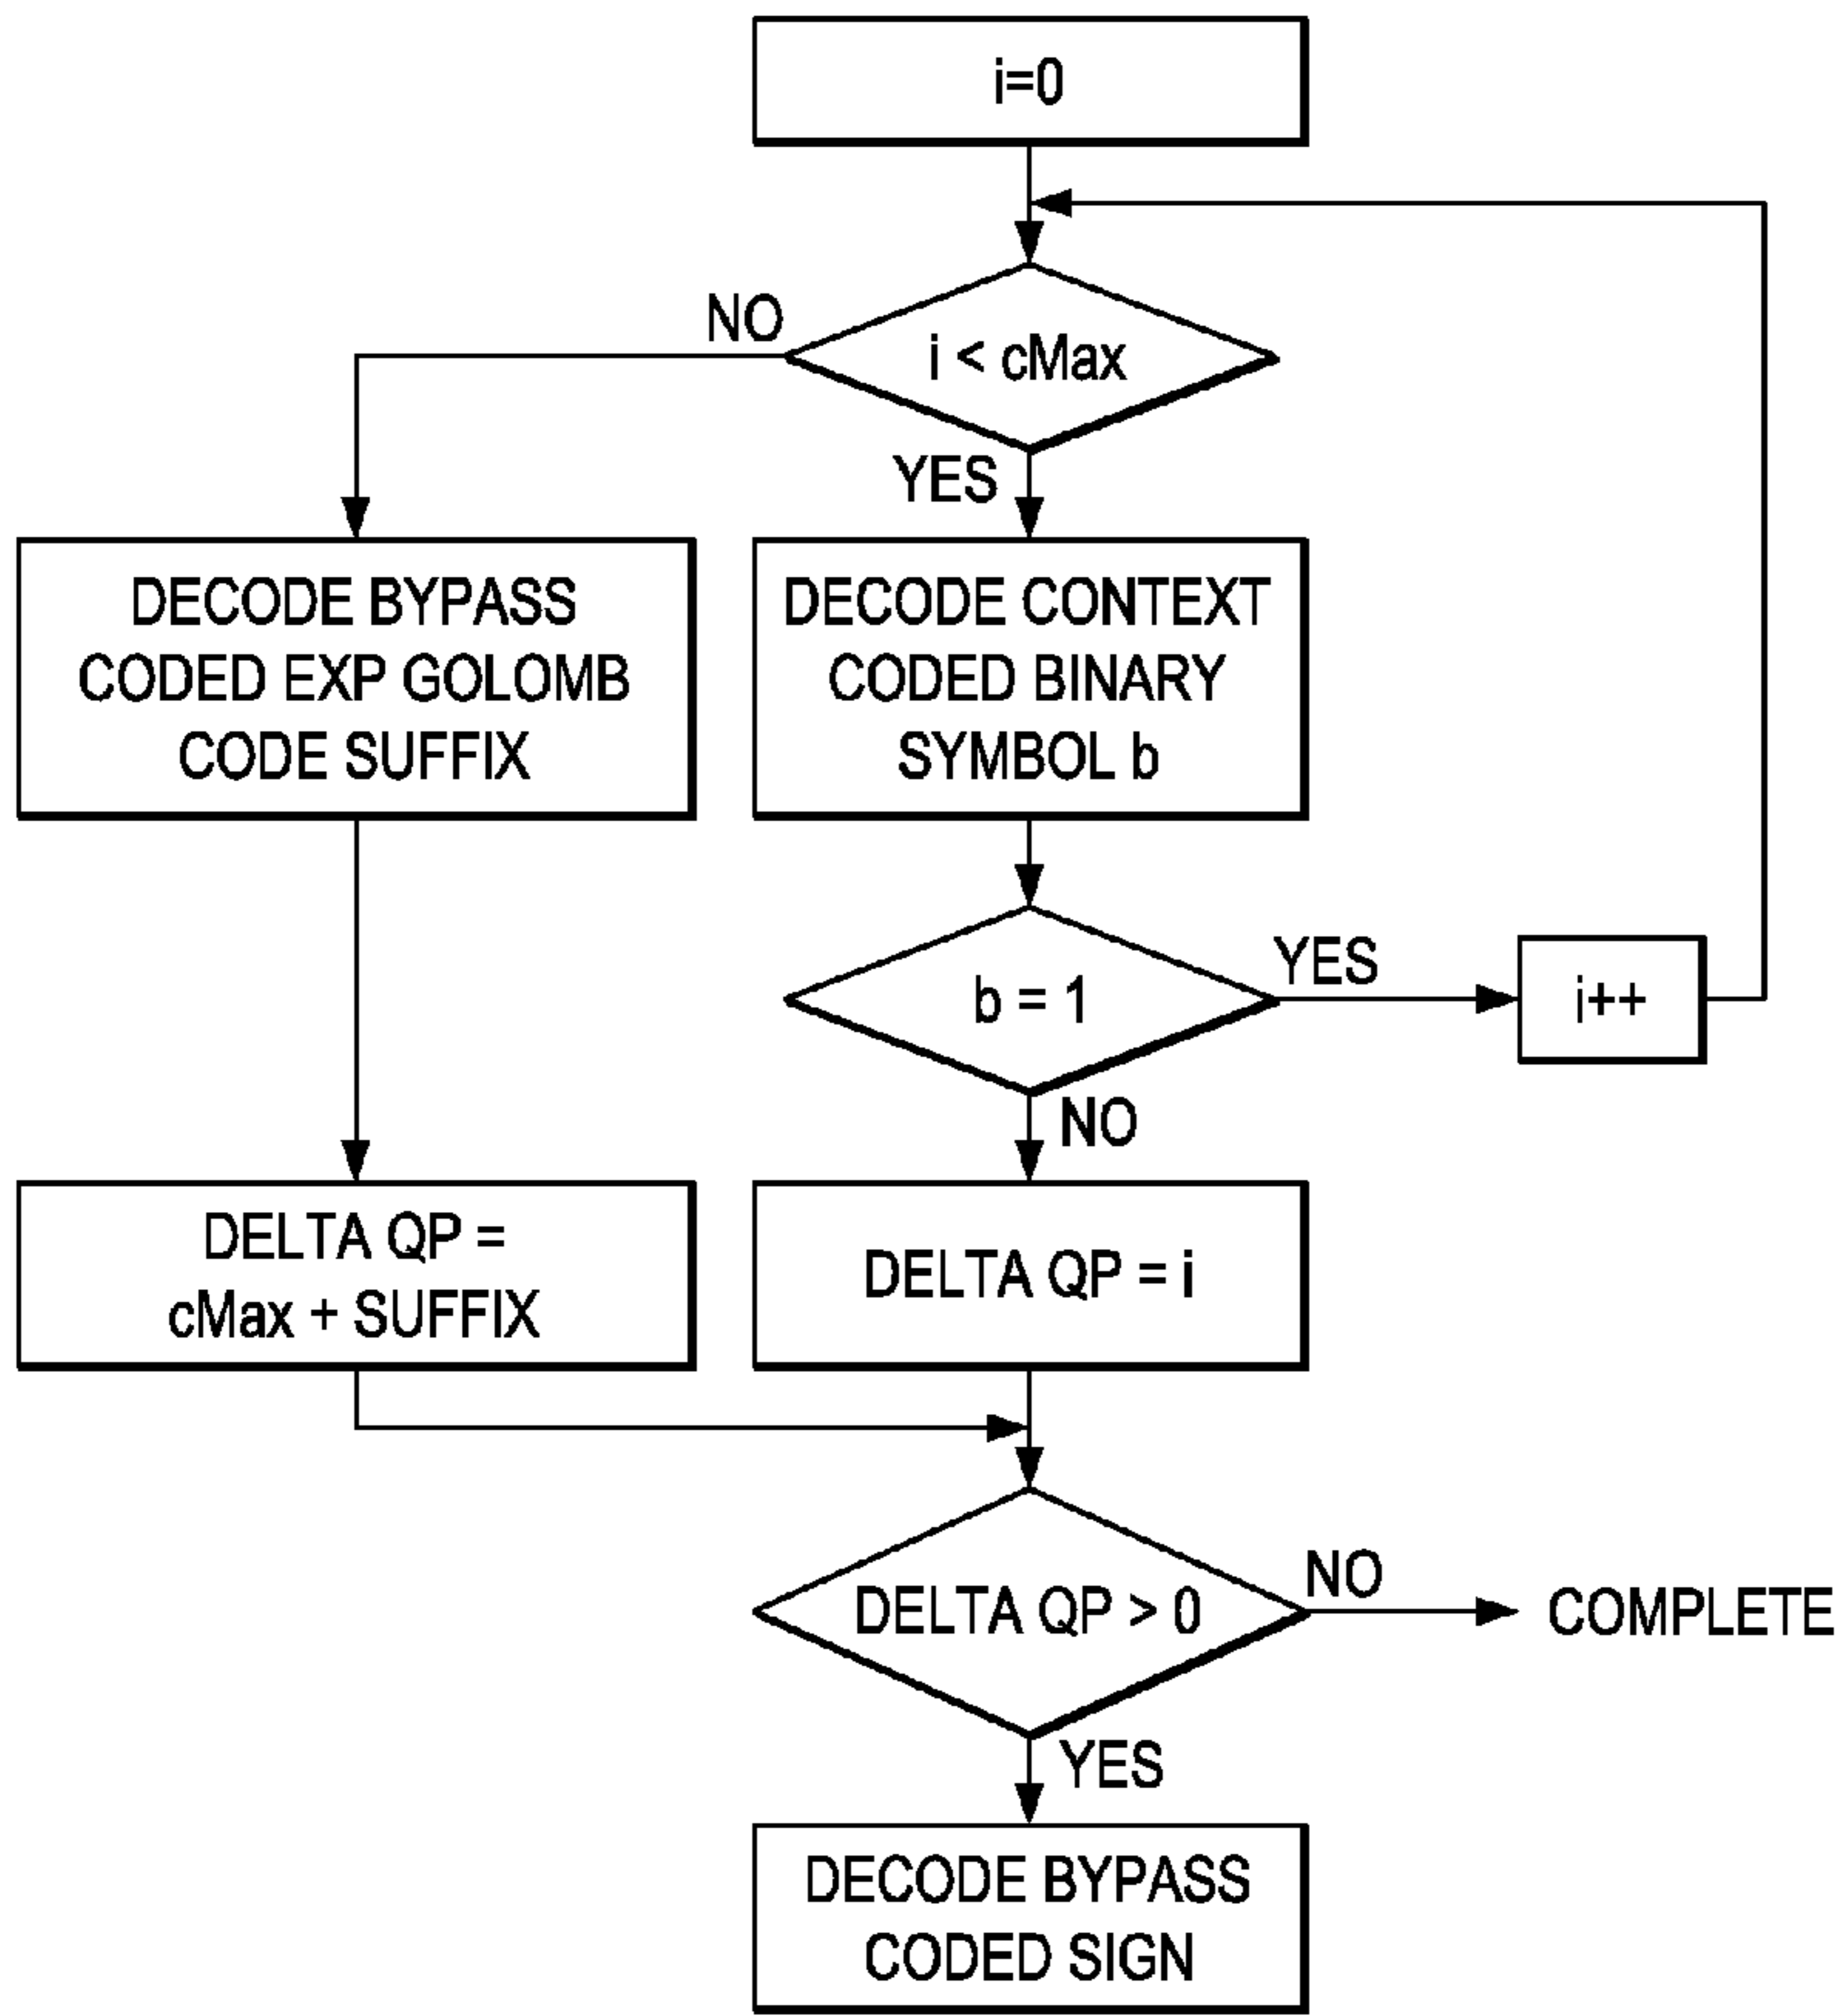 i=0
i < cMax
NO
YES
DECODE BYPASS
CODED EXP GOLOMB
CODE SUFFIX
DECODE CONTEXT
CODED BINARY
SYMBOL b
b = 1
YES
i++
NO
DELTA QP =
cMax + SUFFIX
DELTA QP = i
DELTA QP > 0
NO
COMPLETE
YES
DECODE BYPASS
CODED SIGN